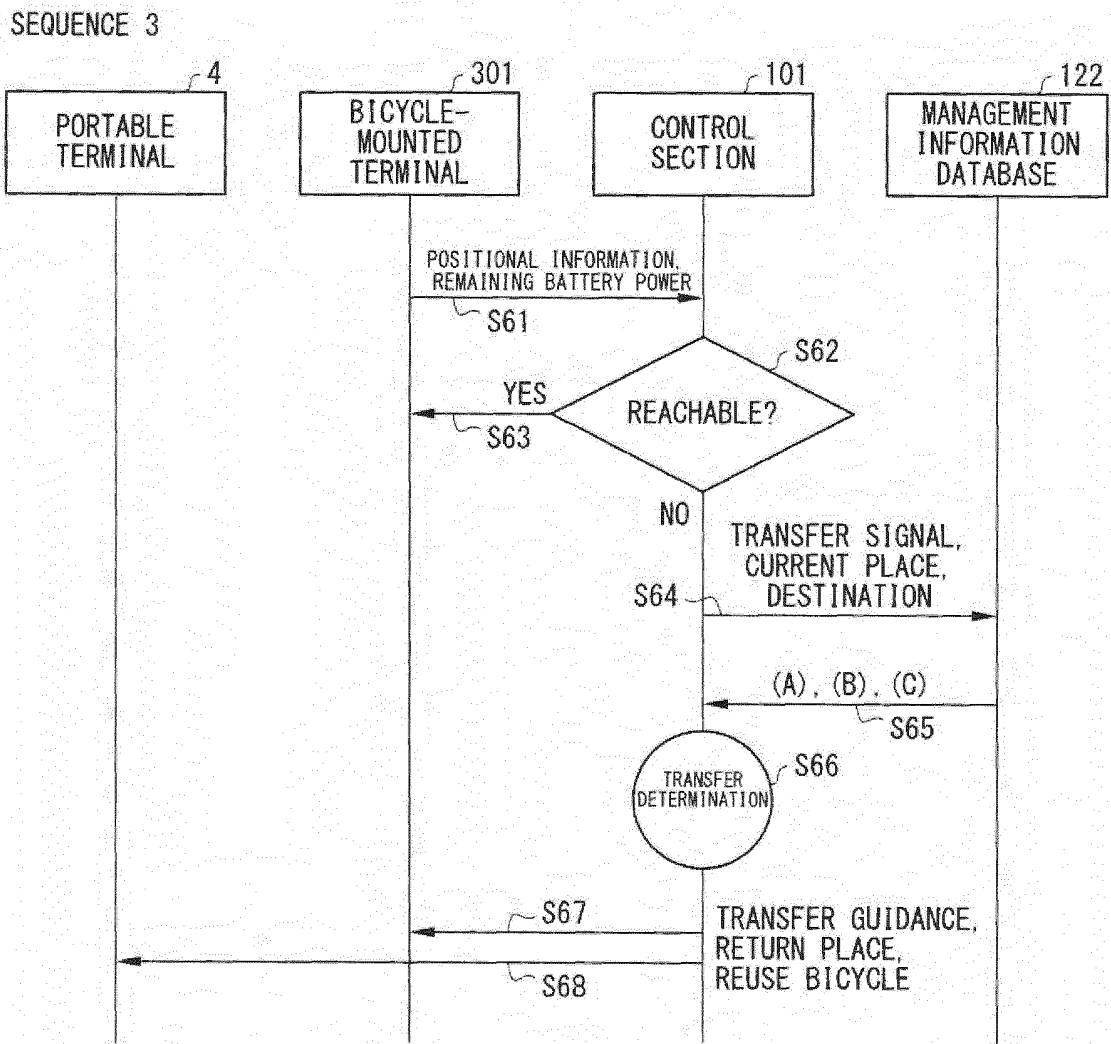 SEQUENCE 3
4
301
101
122
PORTABLE
TERMINAL
BICYCLE-
MOUNTED
TERMINAL
CONTROL
SECTION
MANAGEMENT
INFORMATION
DATABASE
POSITIONAL INFORMATION,
REMAINING BATTERY POWER
S61
S62
YES
REACHABLE?
S63
NO
TRANSFER SIGNAL,
CURRENT PLACE,
DESTINATION
S64
(A), (B), (C)
S65
S66
TRANSFER
DETERMINATION
S67
TRANSFER GUIDANCE,
RETURN PLACE,
REUSE BICYCLE
S68